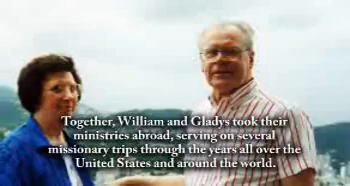 Together, William and Gladys took their
ministries abroad, serving on several
missionary trips through the years all over the
United States and around the world.